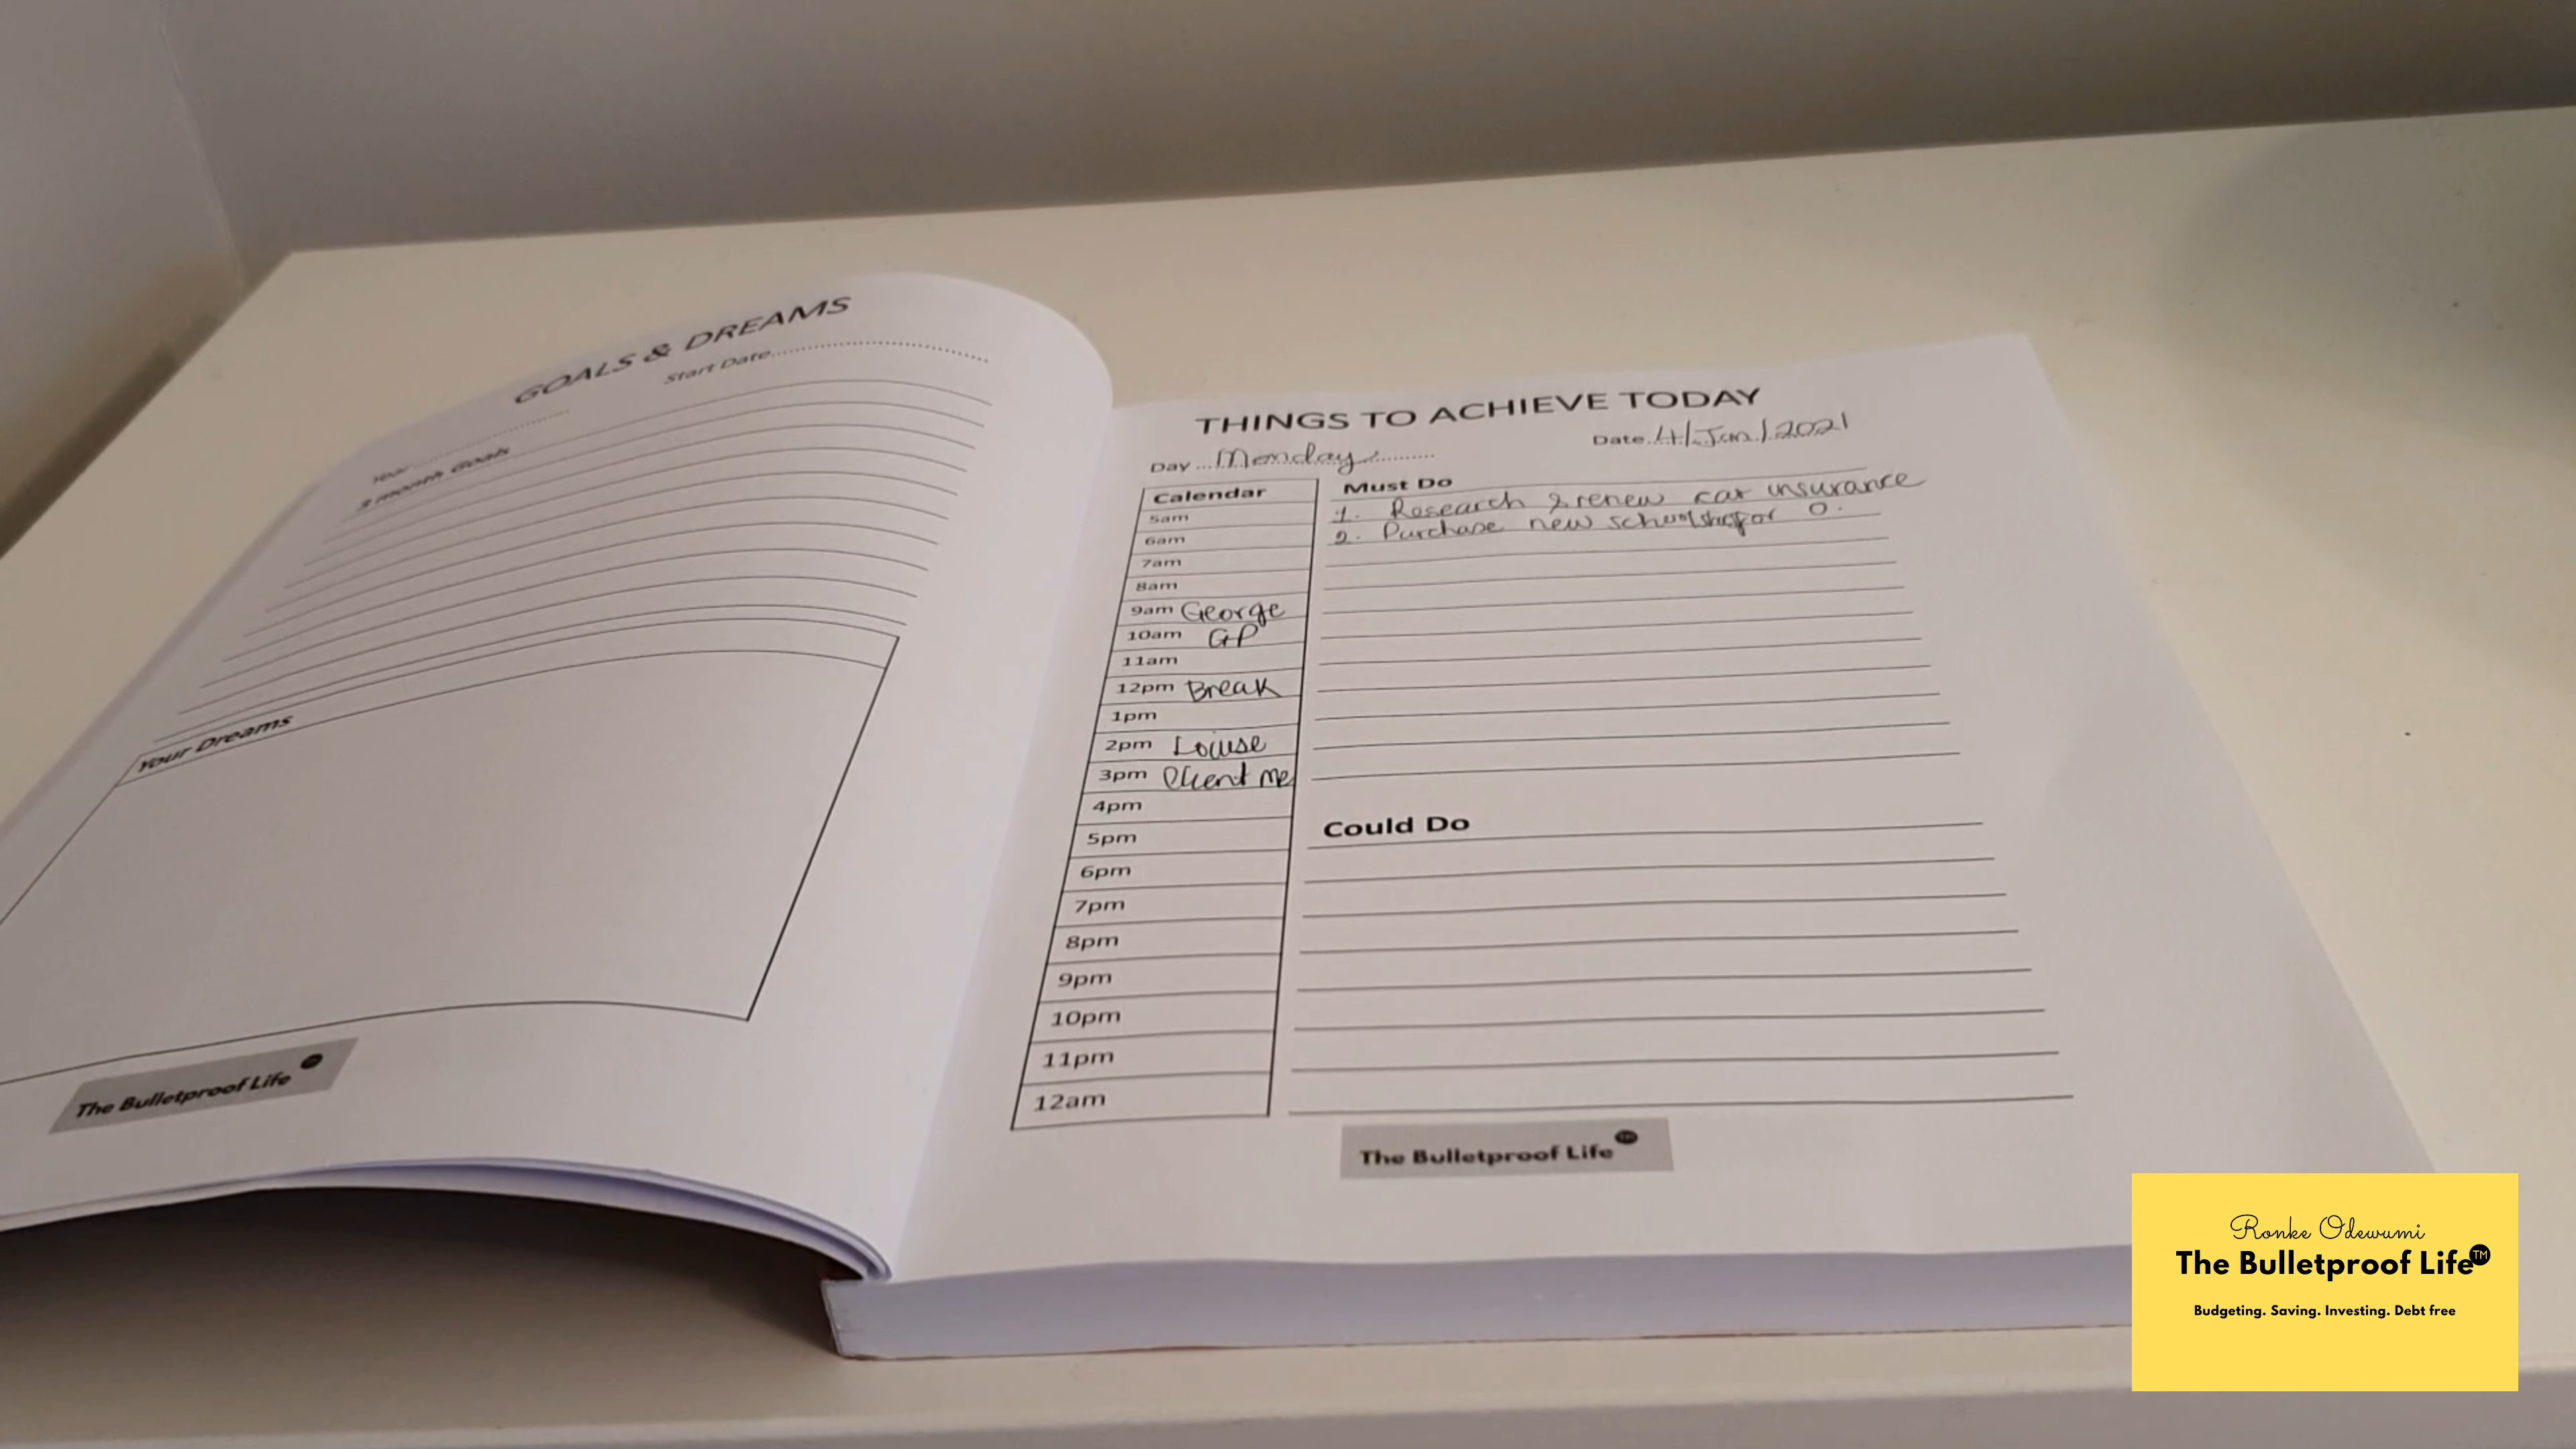 GOALS & DREAMS
Start Date
Year
3 month Goals
Your Dreams
The Bulletproof Life
THINGS TO ACHIEVE TODAY
Day Monday
Date 4/Jan/2021
Calendar
5am
6am
7am
8am
9am George
10am GP
11am
12pm Break
1pm
2pm Louise
3pm Client me
4pm
5pm
6pm
7pm
8pm
9pm
10pm
11pm
12am
Must Do
1. Research & renew car insurance
2. Purchase new school for O.
Could Do
The Bulletproof Life
Ronke Odewumi
The Bulletproof Life TM
Budgeting. Saving. Investing. Debt free